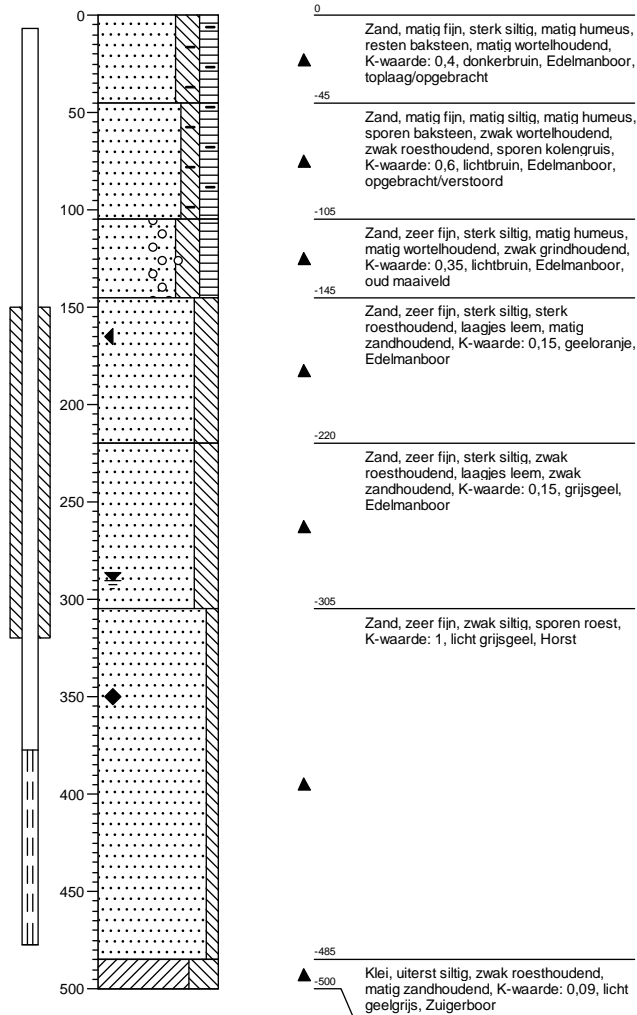 0
50
100
150
200
250
300
350
400
450
500
0
Zand, matig fijn, sterk siltig, matig humeus,
resten baksteen, matig wortelhoudend,
K-waarde: 0,4, donkerbruin, Edelmanboor,
toplaag/opgebracht
-45
Zand, matig fijn, matig siltig, matig humeus,
sporen baksteen, zwak wortelhoudend,
zwak roesthoudend, sporen kolengruis,
K-waarde: 0,6, lichtbruin, Edelmanboor,
opgebracht/verstoord
-105
Zand, zeer fijn, sterk siltig, matig humeus,
matig wortelhoudend, zwak grindhoudend,
K-waarde: 0,35, lichtbruin, Edelmanboor,
oud maaiveld
-145
Zand, zeer fijn, sterk siltig, sterk
roesthoudend, laagjes leem, matig
zandhoudend, K-waarde: 0,15, geeloranje,
Edelmanboor
-220
Zand, zeer fijn, sterk siltig, zwak
roesthoudend, laagjes leem, zwak
zandhoudend, K-waarde: 0,15, grijsgeel,
Edelmanboor
-305
Zand, zeer fijn, zwak siltig, sporen roest,
K-waarde: 1, licht grijsgeel, Horst
-485
Klei, uiterst siltig, zwak roesthoudend,
matig zandhoudend, K-waarde: 0,09, licht
geelgrijs, Zuigerboor
-500